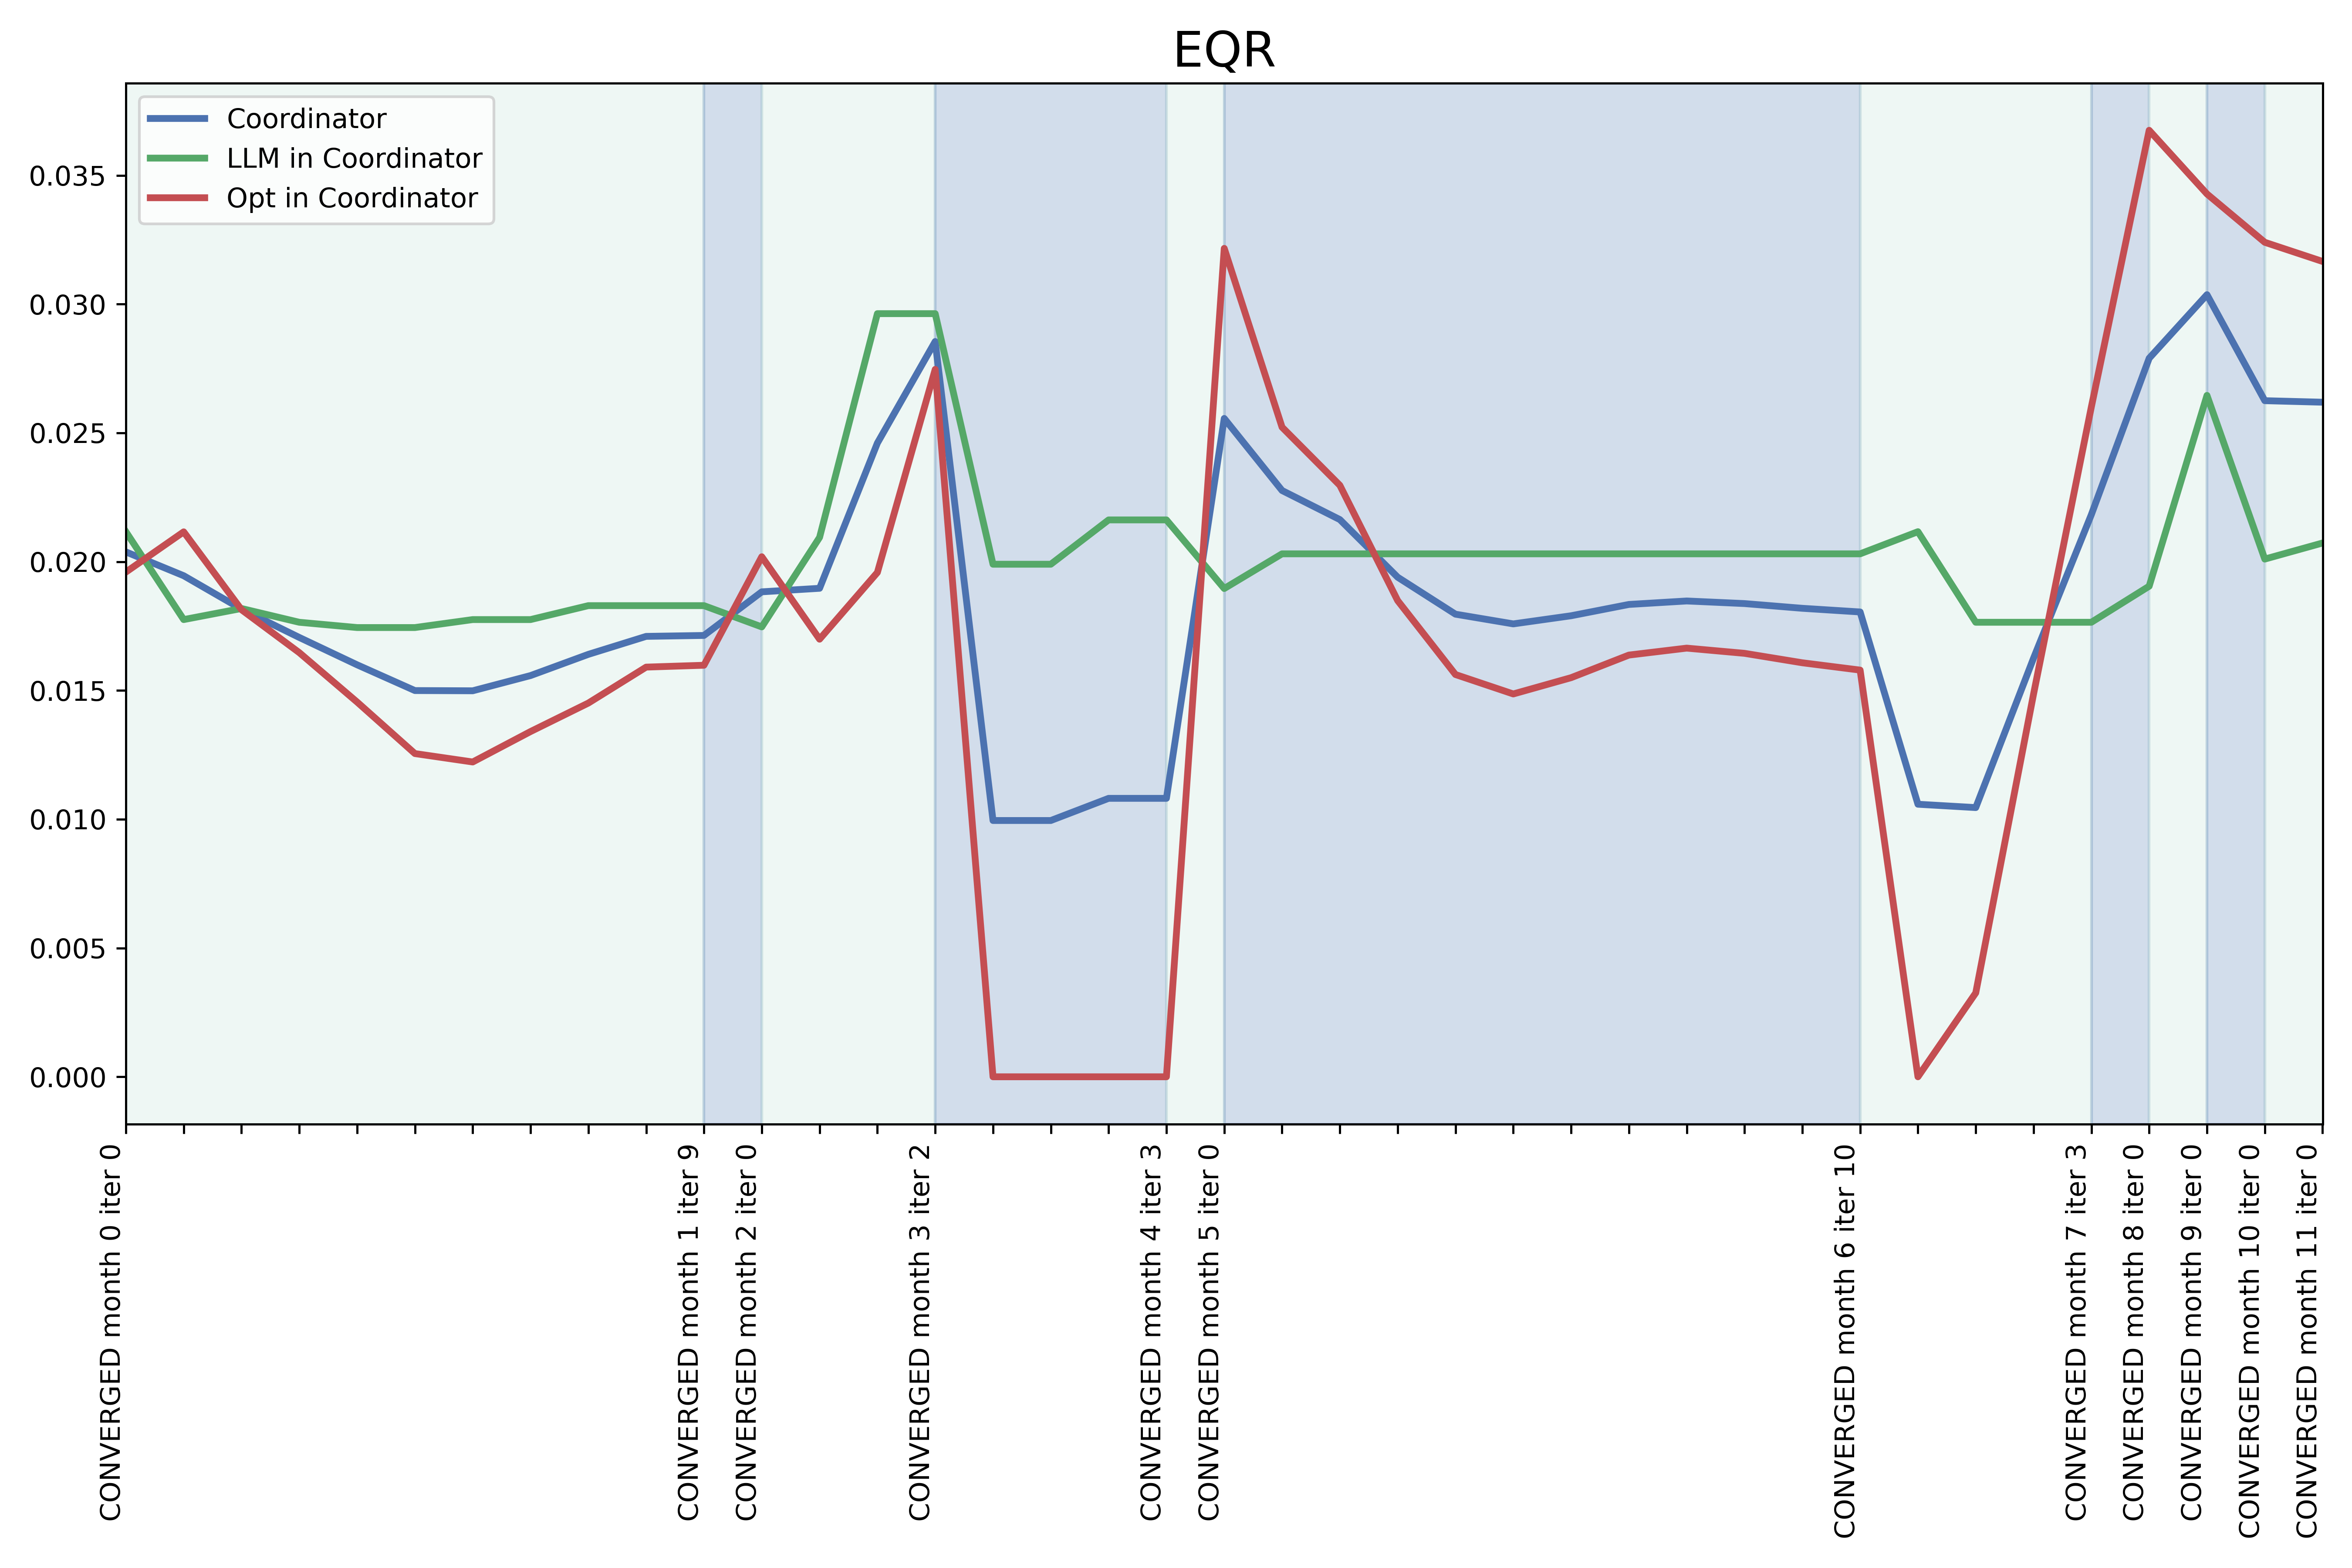 EQR
Coordinator
LLM in Coordinator
Opt in Coordinator
0.035
0.030
0.025
0.020
0.015
0.010
0.005
0.000
CONVERGED month 0 iter 0
CONVERGED month 1 iter 9
CONVERGED month 2 iter 0
CONVERGED month 3 iter 2
CONVERGED month 4 iter 3
CONVERGED month 5 iter 0
CONVERGED month 6 iter 10
CONVERGED month 7 iter 3
CONVERGED month 8 iter 0
CONVERGED month 9 iter 0
CONVERGED month 10 iter 0
CONVERGED month 11 iter 0